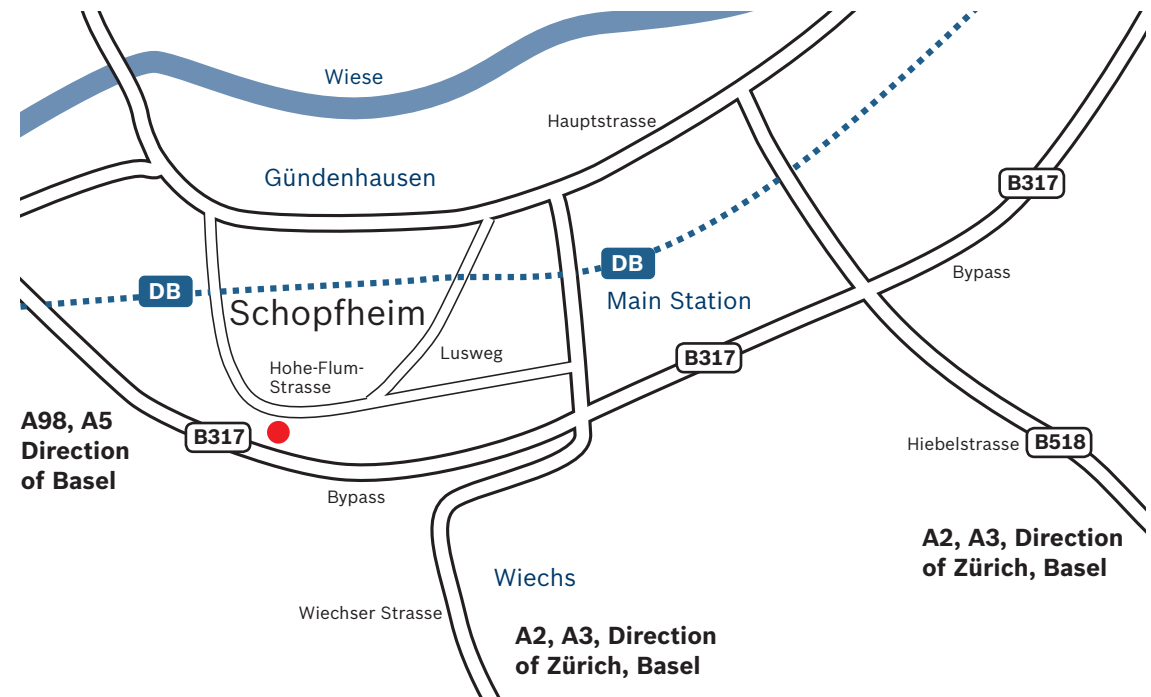 Wiese
Hauptstrasse
Gündenhausen
B317
DB
Bypass
DB
Main Station
Schopfheim
Lusweg
B317
Hohe-Flum-
Strasse
A98, A5
Direction
of Basel
B317
Hiebelstrasse
B518
Bypass
A2, A3, Direction
of Zürich, Basel
Wiechs
Wiechser Strasse
A2, A3, Direction
of Zürich, Basel